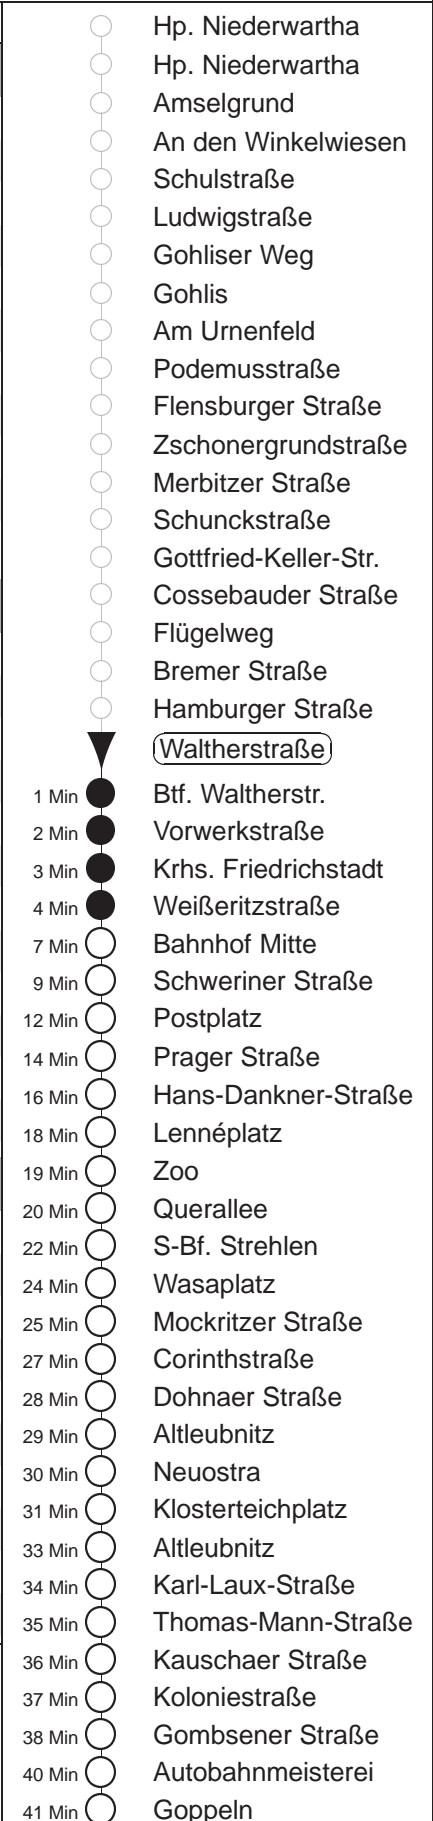 Hp. Niederwartha
Hp. Niederwartha
Amselgrund
An den Winkelwiesen
Schulstraße
Ludwigstraße
Gohliser Weg
Gohlis
Am Urnenfeld
Podemusstraße
Flensburger Straße
Zschonergrundstraße
Merbitzer Straße
Schunckstraße
Gottfried-Keller-Str.
Cossebauder Straße
Flügelweg
Bremer Straße
Hamburger Straße
Waltherstraße
1 Min Btf. Waltherstr.
2 Min Vorwerkstraße
3 Min Krhs. Friedrichstadt
4 Min Weißeritzstraße
7 Min Bahnhof Mitte
9 Min Schweriner Straße
12 Min Postplatz
14 Min Prager Straße
16 Min Hans-Dankner-Straße
18 Min Lennéplatz
19 Min Zoo
20 Min Querallee
22 Min S-Bf. Strehlen
24 Min Wasaplatz
25 Min Mockritzer Straße
27 Min Corinthstraße
28 Min Dohnaer Straße
29 Min Altleubnitz
30 Min Neuostra
31 Min Klosterteichplatz
33 Min Altleubnitz
34 Min Karl-Laux-Straße
35 Min Thomas-Mann-Straße
36 Min Kauschaer Straße
37 Min Koloniestraße
38 Min Gombsener Straße
40 Min Autobahnmeisterei
41 Min Goppeln